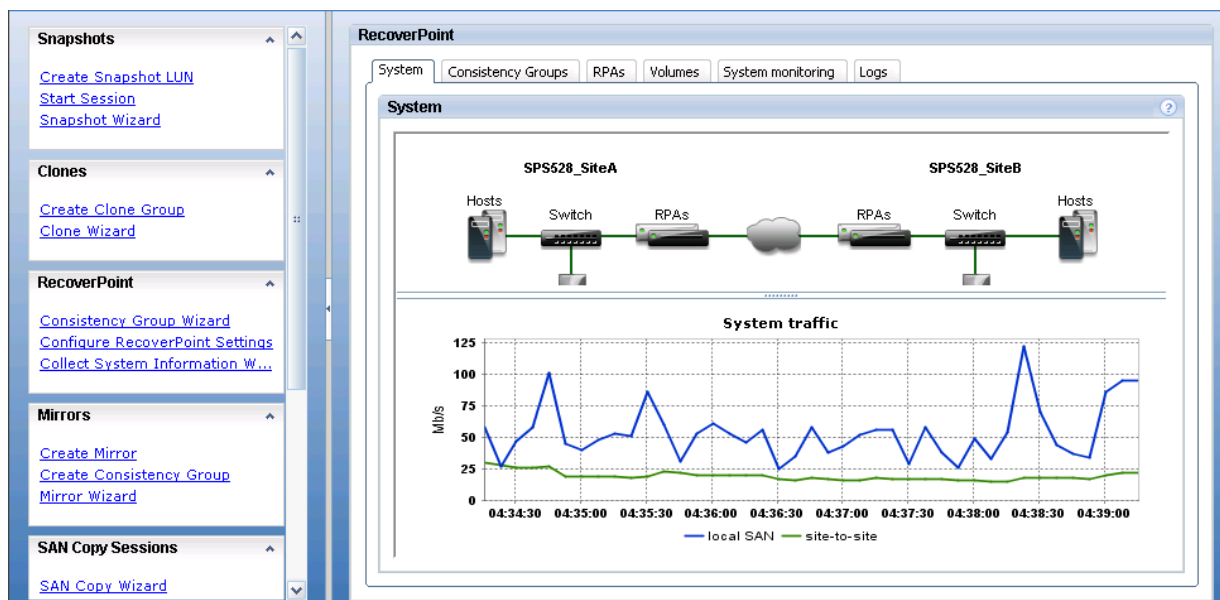 Snapshots
Create Snapshot LUN
Start Session
Snapshot Wizard
Clones
Create Clone Group
Clone Wizard
RecoverPoint
Consistency Group Wizard
Configure RecoverPoint Settings
Collect System Information W...
Mirrors
Create Mirror
Create Consistency Group
Mirror Wizard
SAN Copy Sessions
SAN Copy Wizard
RecoverPoint
System Consistency Groups RPAs Volumes System monitoring Logs
System ?
SPS528_SiteA SPS528_SiteB
Hosts Switch RPAs RPAs Switch Hosts
System traffic
125
100
75
50
25
0
Mb/s
04:34:30 04:35:00 04:35:30 04:36:00 04:36:30 04:37:00 04:37:30 04:38:00 04:38:30 04:39:00
local SAN site-to-site